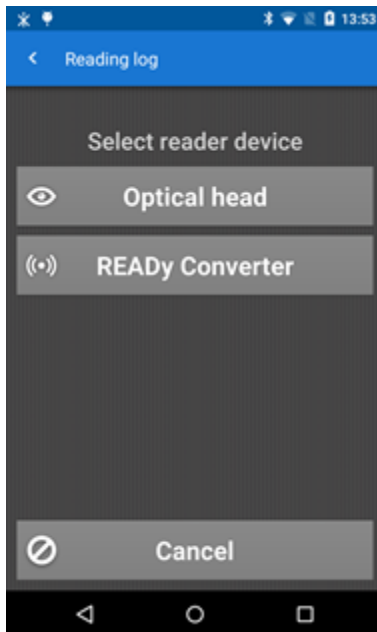 13:53
Reading log
Select reader device
Optical head
READy Converter
Cancel